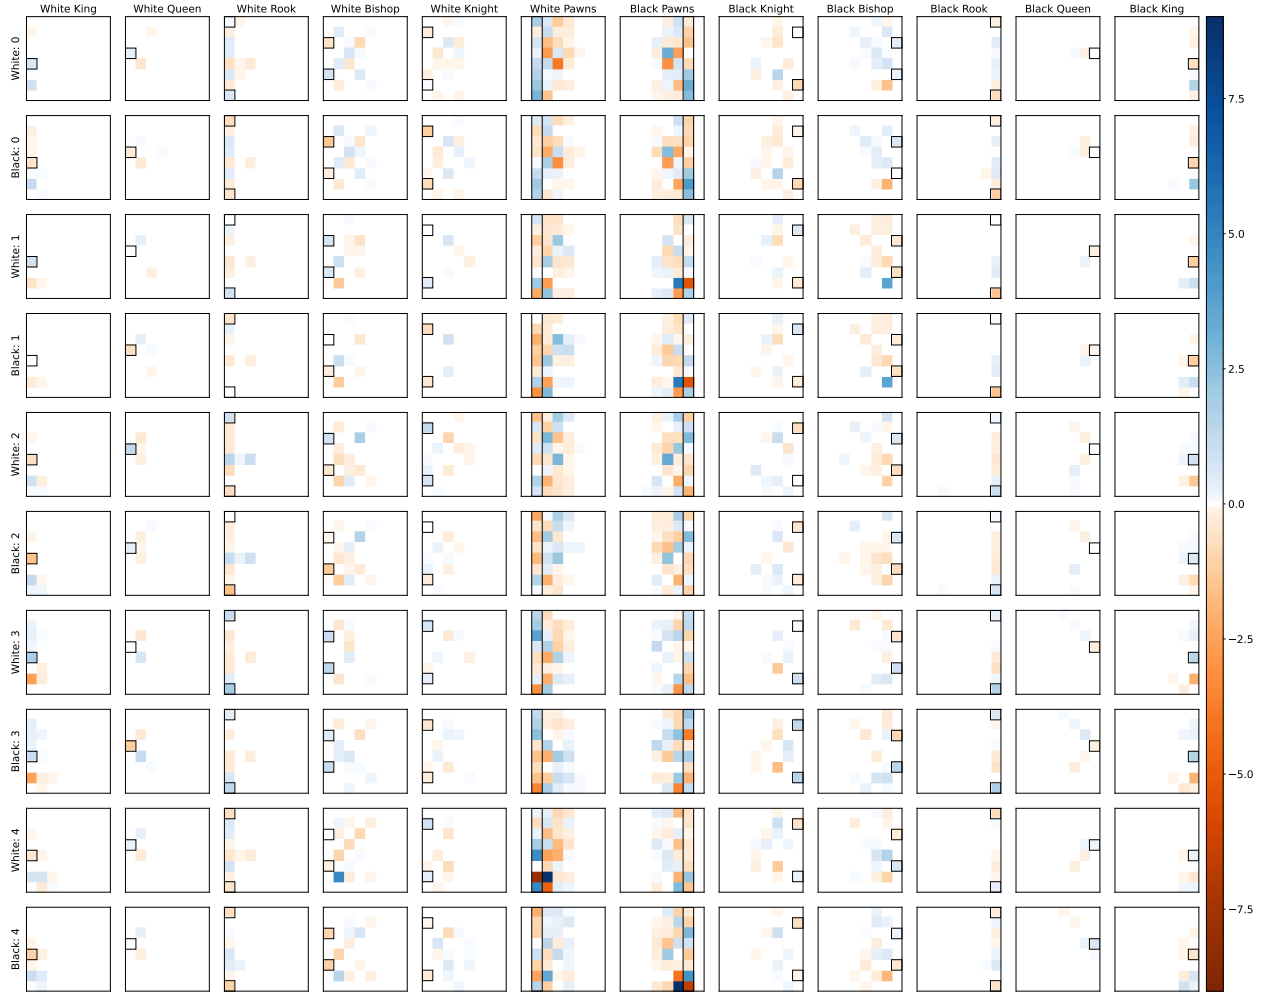 White King White Queen White Rook White Bishop White Knight White Pawns Black Pawns Black Knight Black Bishop Black Rook Black Queen Black King
White: 0
Black: 0
White: 1
Black: 1
White: 2
Black: 2
White: 3
Black: 3
White: 4
Black: 4
7.5
5.0
2.5
0.0
−2.5
−5.0
−7.5